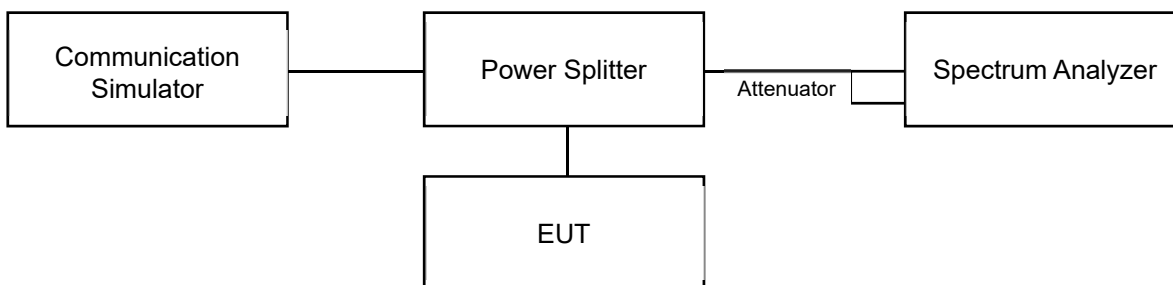 Communication
Simulator
Power Splitter
Attenuator
Spectrum Analyzer
EUT